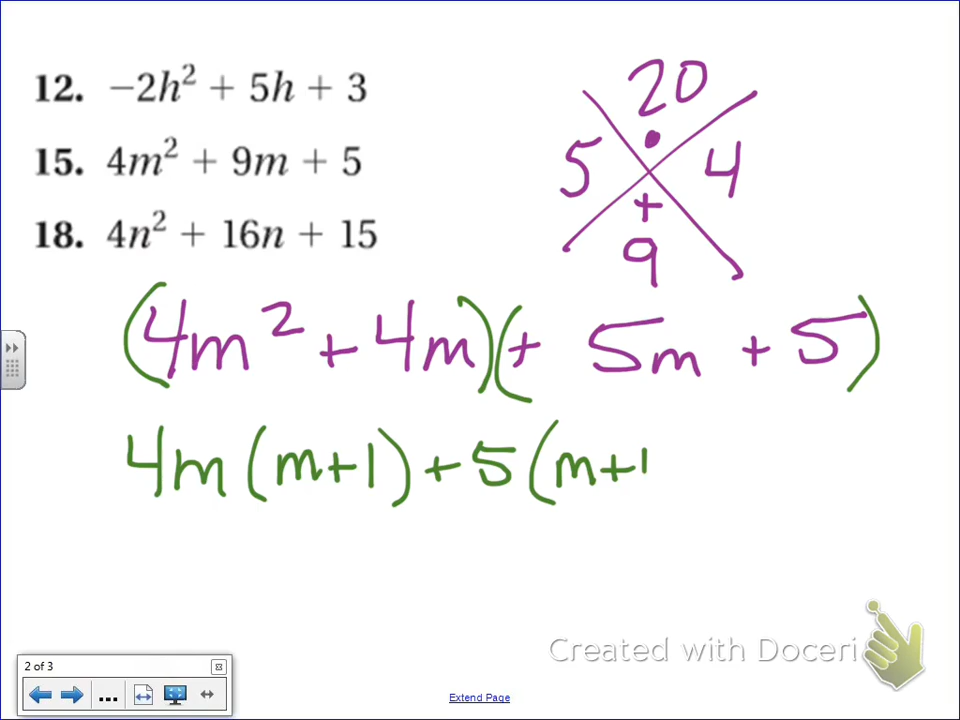 12. −2h² + 5h + 3
15. 4m² + 9m + 5
18. 4n² + 16n + 15
20
5 • 4
+
9
(4m² + 4m)(+ 5m + 5)
4m(m+1) + 5(m+1
Created with Doceri
2 of 3
...
Extend Page